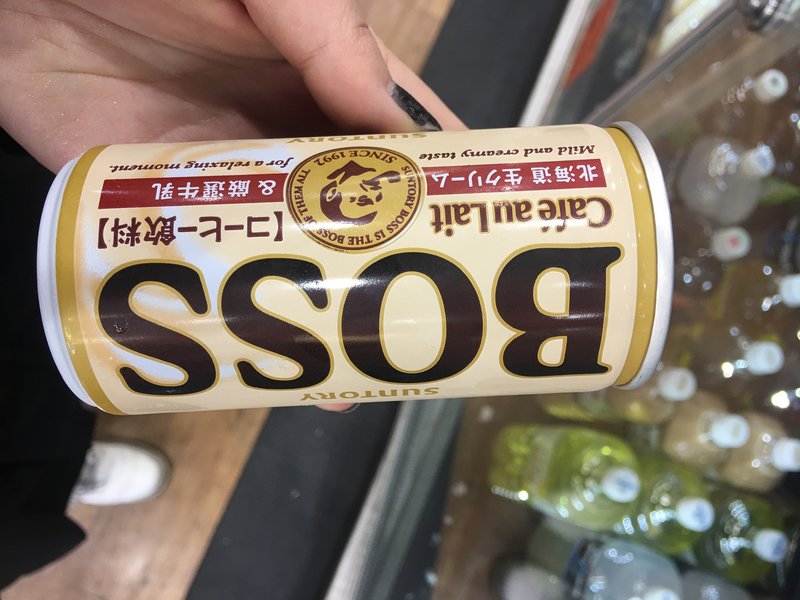 SUNTORY
BOSS
Café au Lait
【コーヒー飲料】
SUNTORY BOSS IS THE BOSS OF THEM ALL
SINCE 1992
北海道 生クリーム
& 厳選牛乳
Mild and creamy taste
for a relaxing moment.
SUNTORY